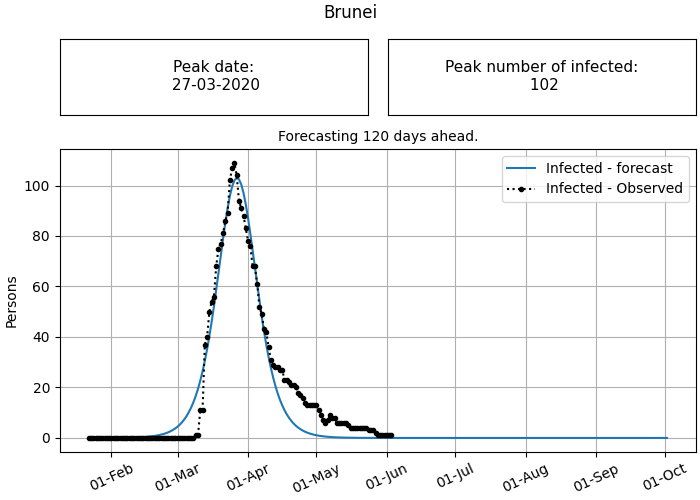 Brunei
Peak date:
27-03-2020
Peak number of infected:
102
Forecasting 120 days ahead.
Infected - forecast
Infected - Observed
Persons
100
80
60
40
20
0
01-Feb
01-Mar
01-Apr
01-May
01-Jun
01-Jul
01-Aug
01-Sep
01-Oct